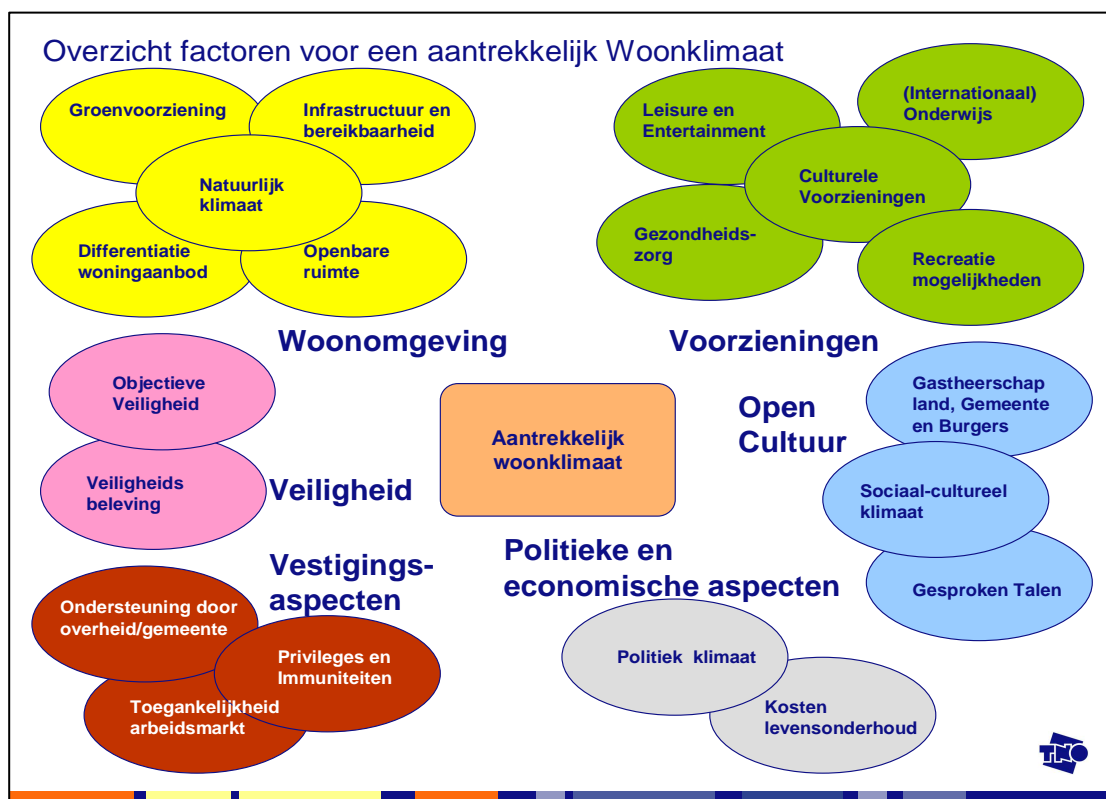 Overzicht factoren voor een aantrekkelijk Woonklimaat
Groenvoorziening
Infrastructuur en
bereikbaarheid
Natuurlijk
klimaat
Differentiatie
woningaanbod
Openbare
ruimte
Leisure en
Entertainment
(Internationaal)
Onderwijs
Culturele
Voorzieningen
Gezondheids-
zorg
Recreatie
mogelijkheden
Woonomgeving
Voorzieningen
Objectieve
Veiligheid
Veiligheids
beleving
Veiligheid
Aantrekkelijk
woonklimaat
Open
Cultuur
Gastheerschap
land, Gemeente
en Burgers
Sociaal-cultureel
klimaat
Gesproken Talen
Vestigings-
aspecten
Ondersteuning door
overheid/gemeente
Privileges en
Immuniteiten
Toegankelijkheid
arbeidsmarkt
Politieke en
economische aspecten
Politiek klimaat
Kosten
levensonderhoud
TNO